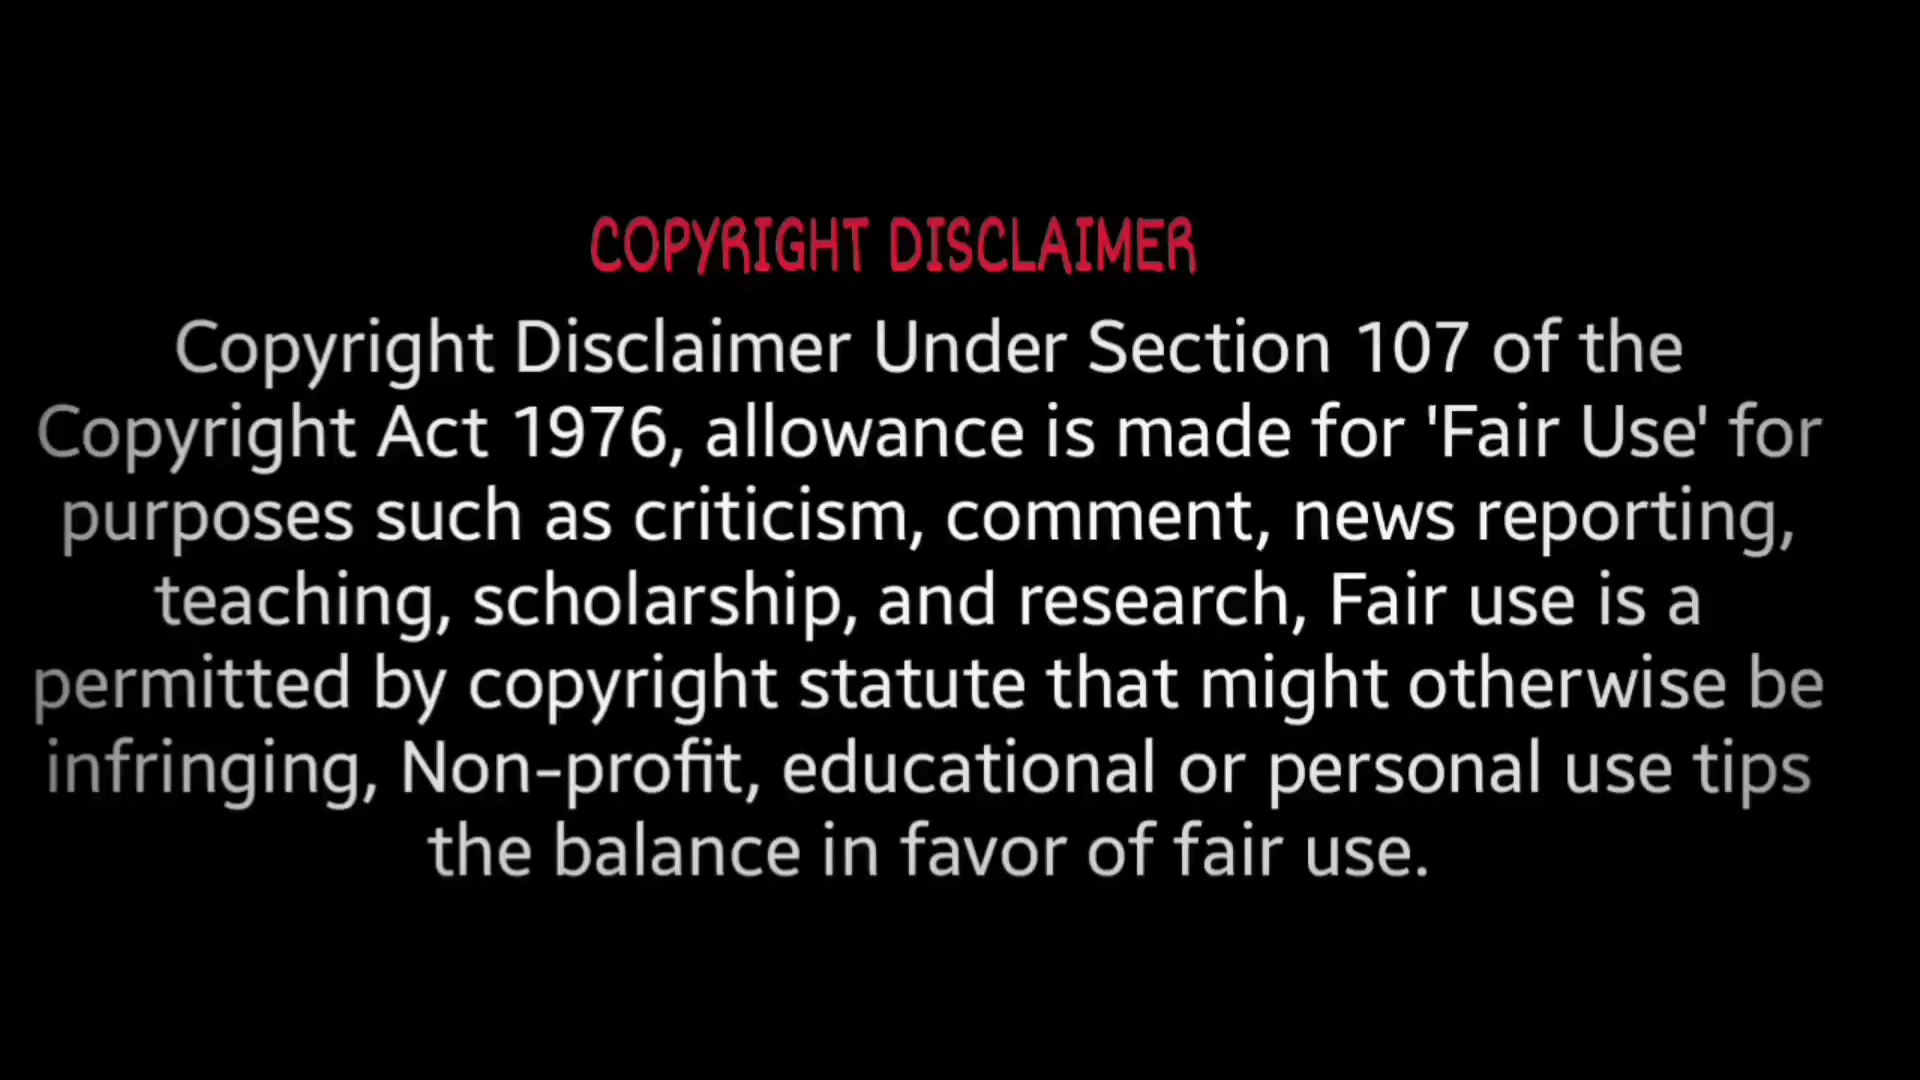 COPYRIGHT DISCLAIMER
Copyright Disclaimer Under Section 107 of the
Copyright Act 1976, allowance is made for 'Fair Use' for
purposes such as criticism, comment, news reporting,
teaching, scholarship, and research, Fair use is a
permitted by copyright statute that might otherwise be
infringing, Non-profit, educational or personal use tips
the balance in favor of fair use.